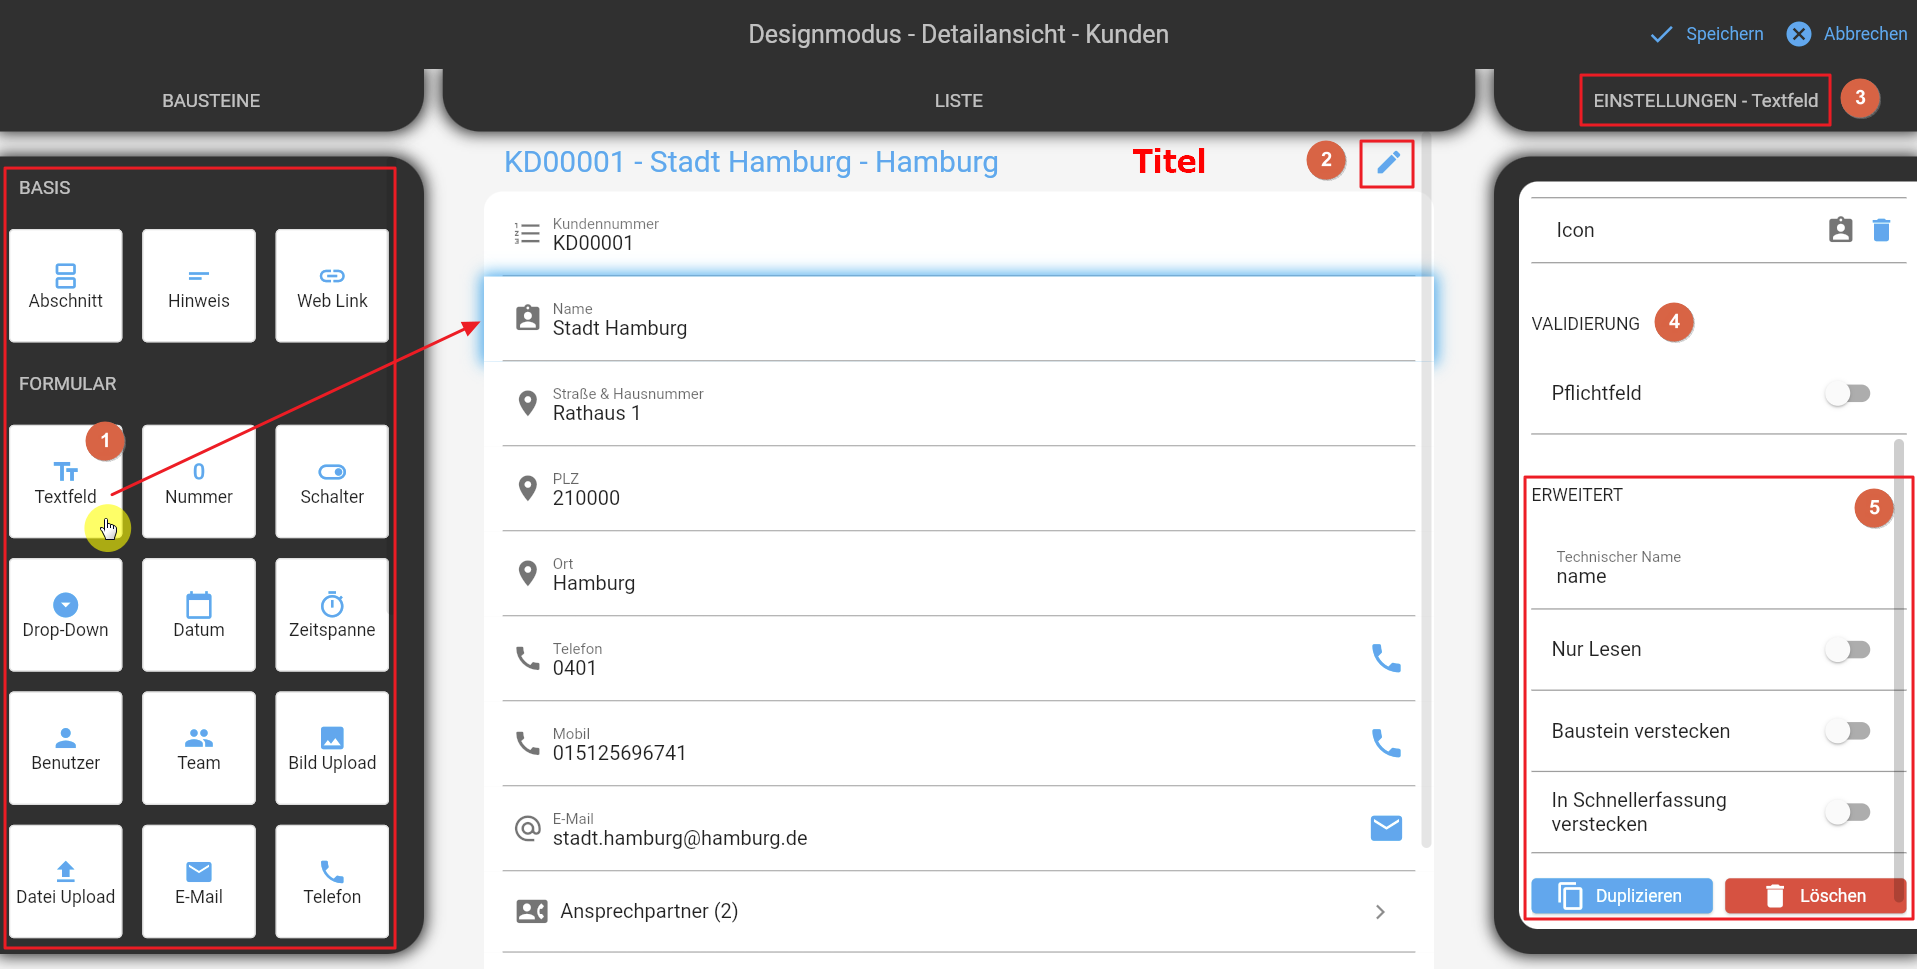 Designmodus - Detailansicht - Kunden
Speichern
Abbrechen
BAUSTEINE
LISTE
EINSTELLUNGEN - Textfeld
3
BASIS
Abschnitt
Hinweis
Web Link
FORMULAR
1
Textfeld
0
Nummer
Schalter
Drop-Down
Datum
Zeitspanne
Benutzer
Team
Bild Upload
Datei Upload
E-Mail
Telefon
KD00001 - Stadt Hamburg - Hamburg
Titel
2
Kundennummer
KD00001
Name
Stadt Hamburg
Straße & Hausnummer
Rathaus 1
PLZ
210000
Ort
Hamburg
Telefon
0401
Mobil
015125696741
E-Mail
stadt.hamburg@hamburg.de
Ansprechpartner (2)
Icon
VALIDIERUNG
4
Pflichtfeld
ERWEITERT
5
Technischer Name
name
Nur Lesen
Baustein verstecken
In Schnellerfassung
verstecken
Duplizieren
Löschen